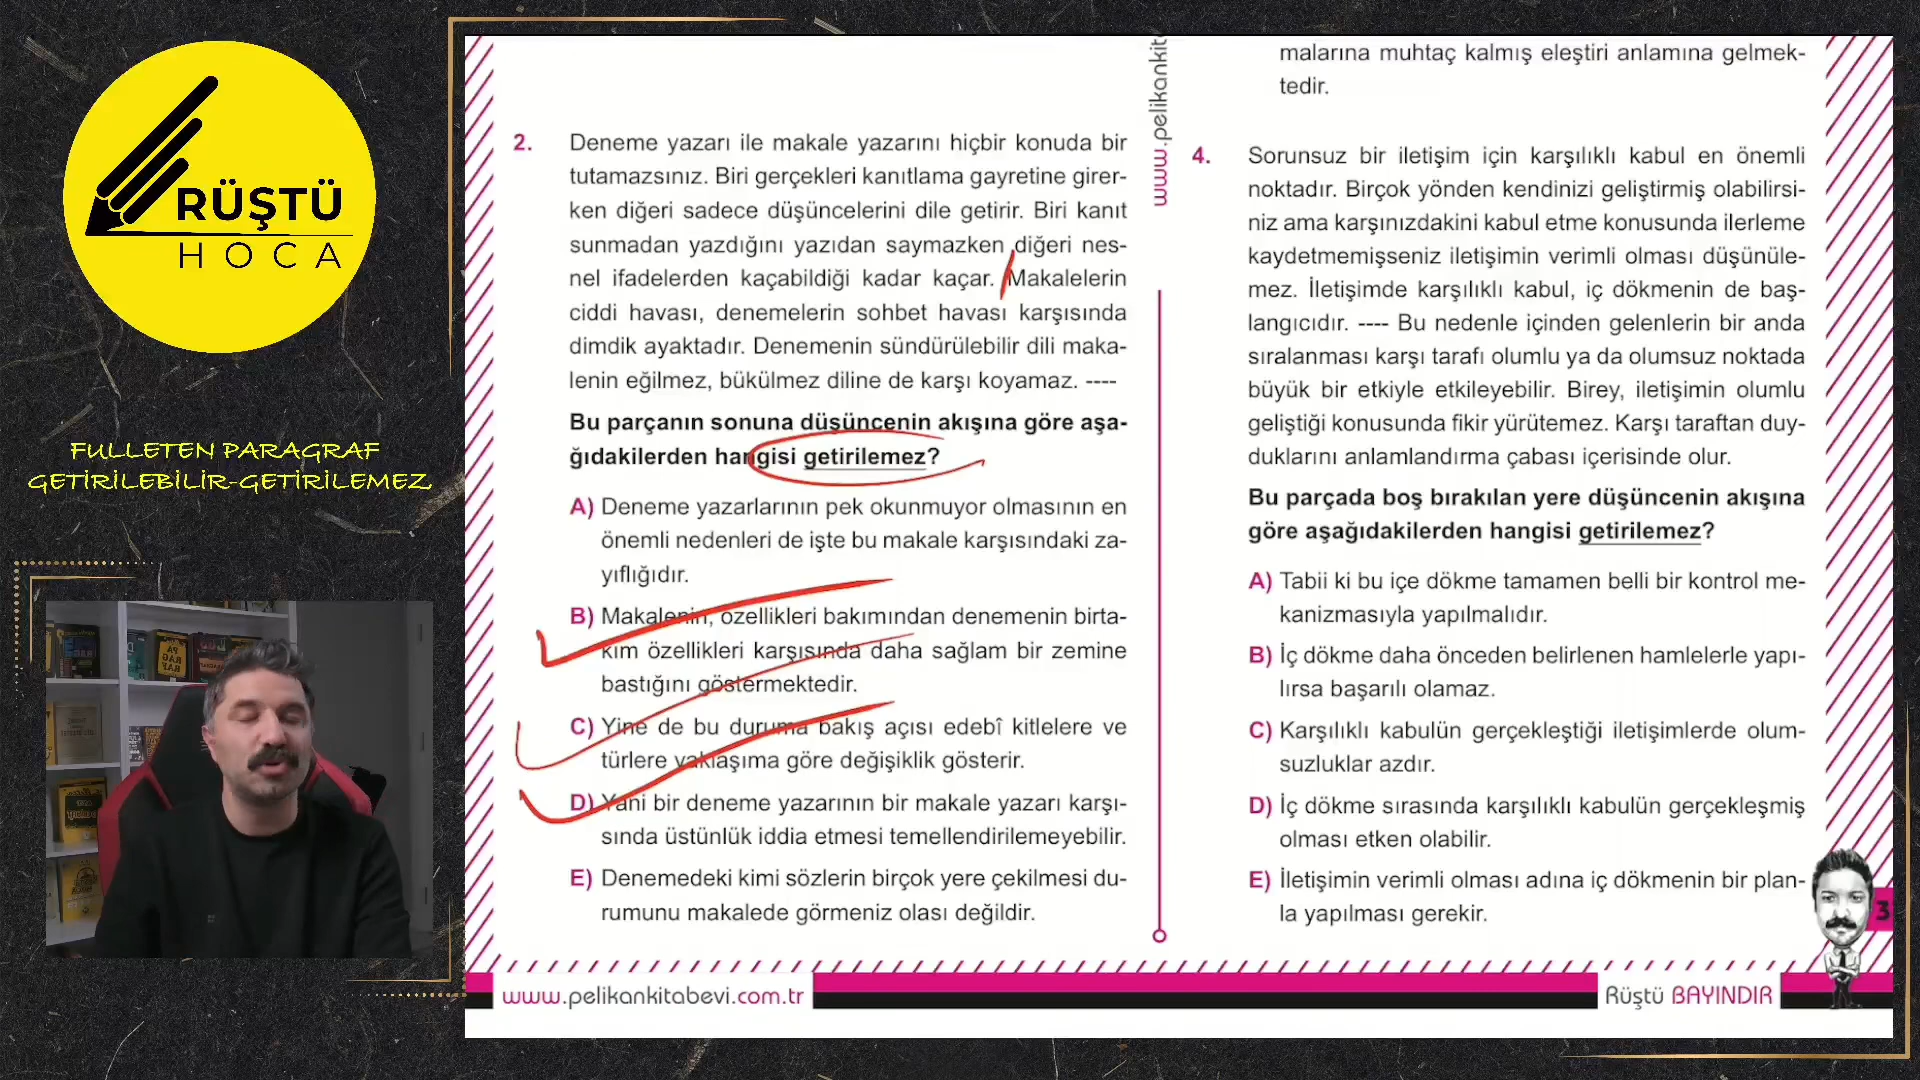 RÜŞTÜ
HOCA
FULLETEN PARAGRAF
GETİRİLEBİLİR-GETİRİLEMEZ
2. Deneme yazarı ile makale yazarını hiçbir konuda bir
tutamazsınız. Biri gerçekleri kanıtlama gayretine girer-
ken diğeri sadece düşüncelerini dile getirir. Biri kanıt
sunmadan yazdığını yazıdan saymazken diğeri nes-
nel ifadelerden kaçabildiği kadar kaçar. Makalelerin
ciddi havası, denemelerin sohbet havası karşısında
dimdik ayaktadır. Denemenin sündürülebilir dili maka-
lenin eğilmez, bükülmez diline de karşı koyamaz. ----
Bu parçanın sonuna düşüncenin akışına göre aşa-
ğıdakilerden hangisi getirilemez?
A) Deneme yazarlarının pek okunmuyor olmasının en
önemli nedenleri de işte bu makale karşısındaki za-
yıflığıdır.
B) Makalenin, özellikleri bakımından denemenin birta-
kım özellikleri karşısında daha sağlam bir zemine
bastığını göstermektedir.
C) Yine de bu duruma bakış açısı edebî kitlelere ve
türlere yaklaşıma göre değişiklik gösterir.
D) Yani bir deneme yazarının bir makale yazarı karşı-
sında üstünlük iddia etmesi temellendirilemeyebilir.
E) Denemedeki kimi sözlerin birçok yere çekilmesi du-
rumunu makalede görmeniz olası değildir.
www.pelikankit
malarına muhtaç kalmış eleştiri anlamına gelmek-
tedir.
4. Sorunsuz bir iletişim için karşılıklı kabul en önemli
noktadır. Birçok yönden kendinizi geliştirmiş olabilirsi-
niz ama karşınızdakini kabul etme konusunda ilerleme
kaydetmemişseniz iletişimin verimli olması düşünüle-
mez. İletişimde karşılıklı kabul, iç dökmenin de baş-
langıcıdır. ---- Bu nedenle içinden gelenlerin bir anda
sıralanması karşı tarafı olumlu ya da olumsuz noktada
büyük bir etkiyle etkileyebilir. Birey, iletişimin olumlu
geliştiği konusunda fikir yürütemez. Karşı taraftan duy-
duklarını anlamlandırma çabası içerisinde olur.
Bu parçada boş bırakılan yere düşüncenin akışına
göre aşağıdakilerden hangisi getirilemez?
A) Tabii ki bu içe dökme tamamen belli bir kontrol me-
kanizmasıyla yapılmalıdır.
B) İç dökme daha önceden belirlenen hamlelerle yapı-
lırsa başarılı olamaz.
C) Karşılıklı kabulün gerçekleştiği iletişimlerde olum-
suzluklar azdır.
D) İç dökme sırasında karşılıklı kabulün gerçekleşmiş
olması etken olabilir.
E) İletişimin verimli olması adına iç dökmenin bir plan-
la yapılması gerekir.
3
www.pelikankitabevi.com.tr
Rüştü BAYINDIR